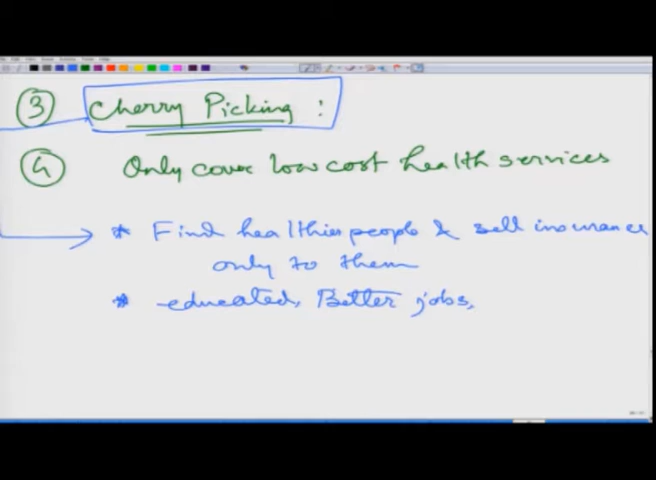 3 Cherry Picking :
4 Only cover low cost health services
* Find healthier people & sell insurance
only to them
* educated, Better jobs,